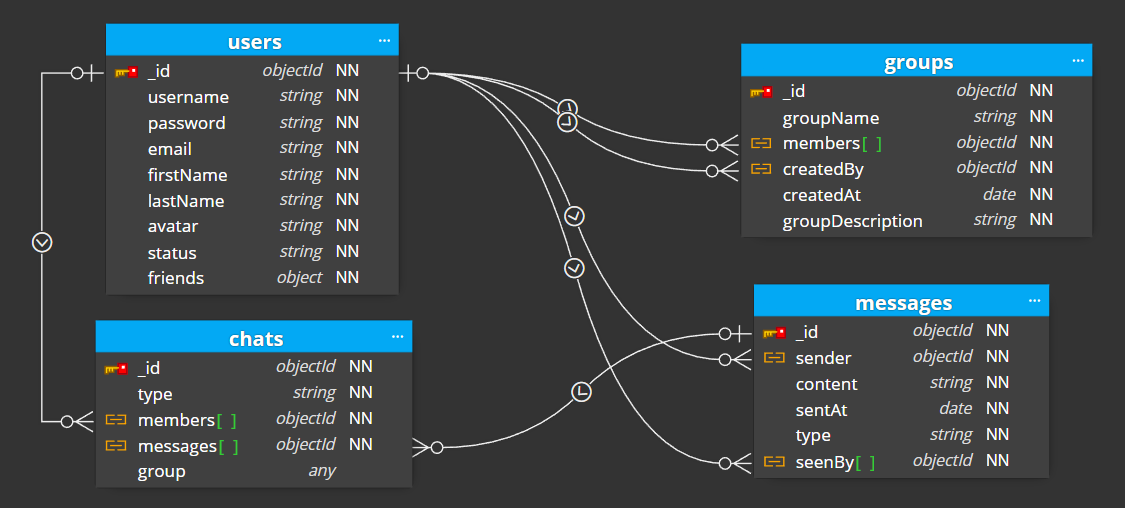 users ...
_id objectId NN
username string NN
password string NN
email string NN
firstName string NN
lastName string NN
avatar string NN
status string NN
friends object NN
groups ...
_id objectId NN
groupName string NN
members[ ] objectId NN
createdBy objectId NN
createdAt date NN
groupDescription string NN
chats ...
_id objectId NN
type string NN
members[ ] objectId NN
messages[ ] objectId NN
group any
messages ...
_id objectId NN
sender objectId NN
content string NN
sentAt date NN
type string NN
seenBy[ ] objectId NN